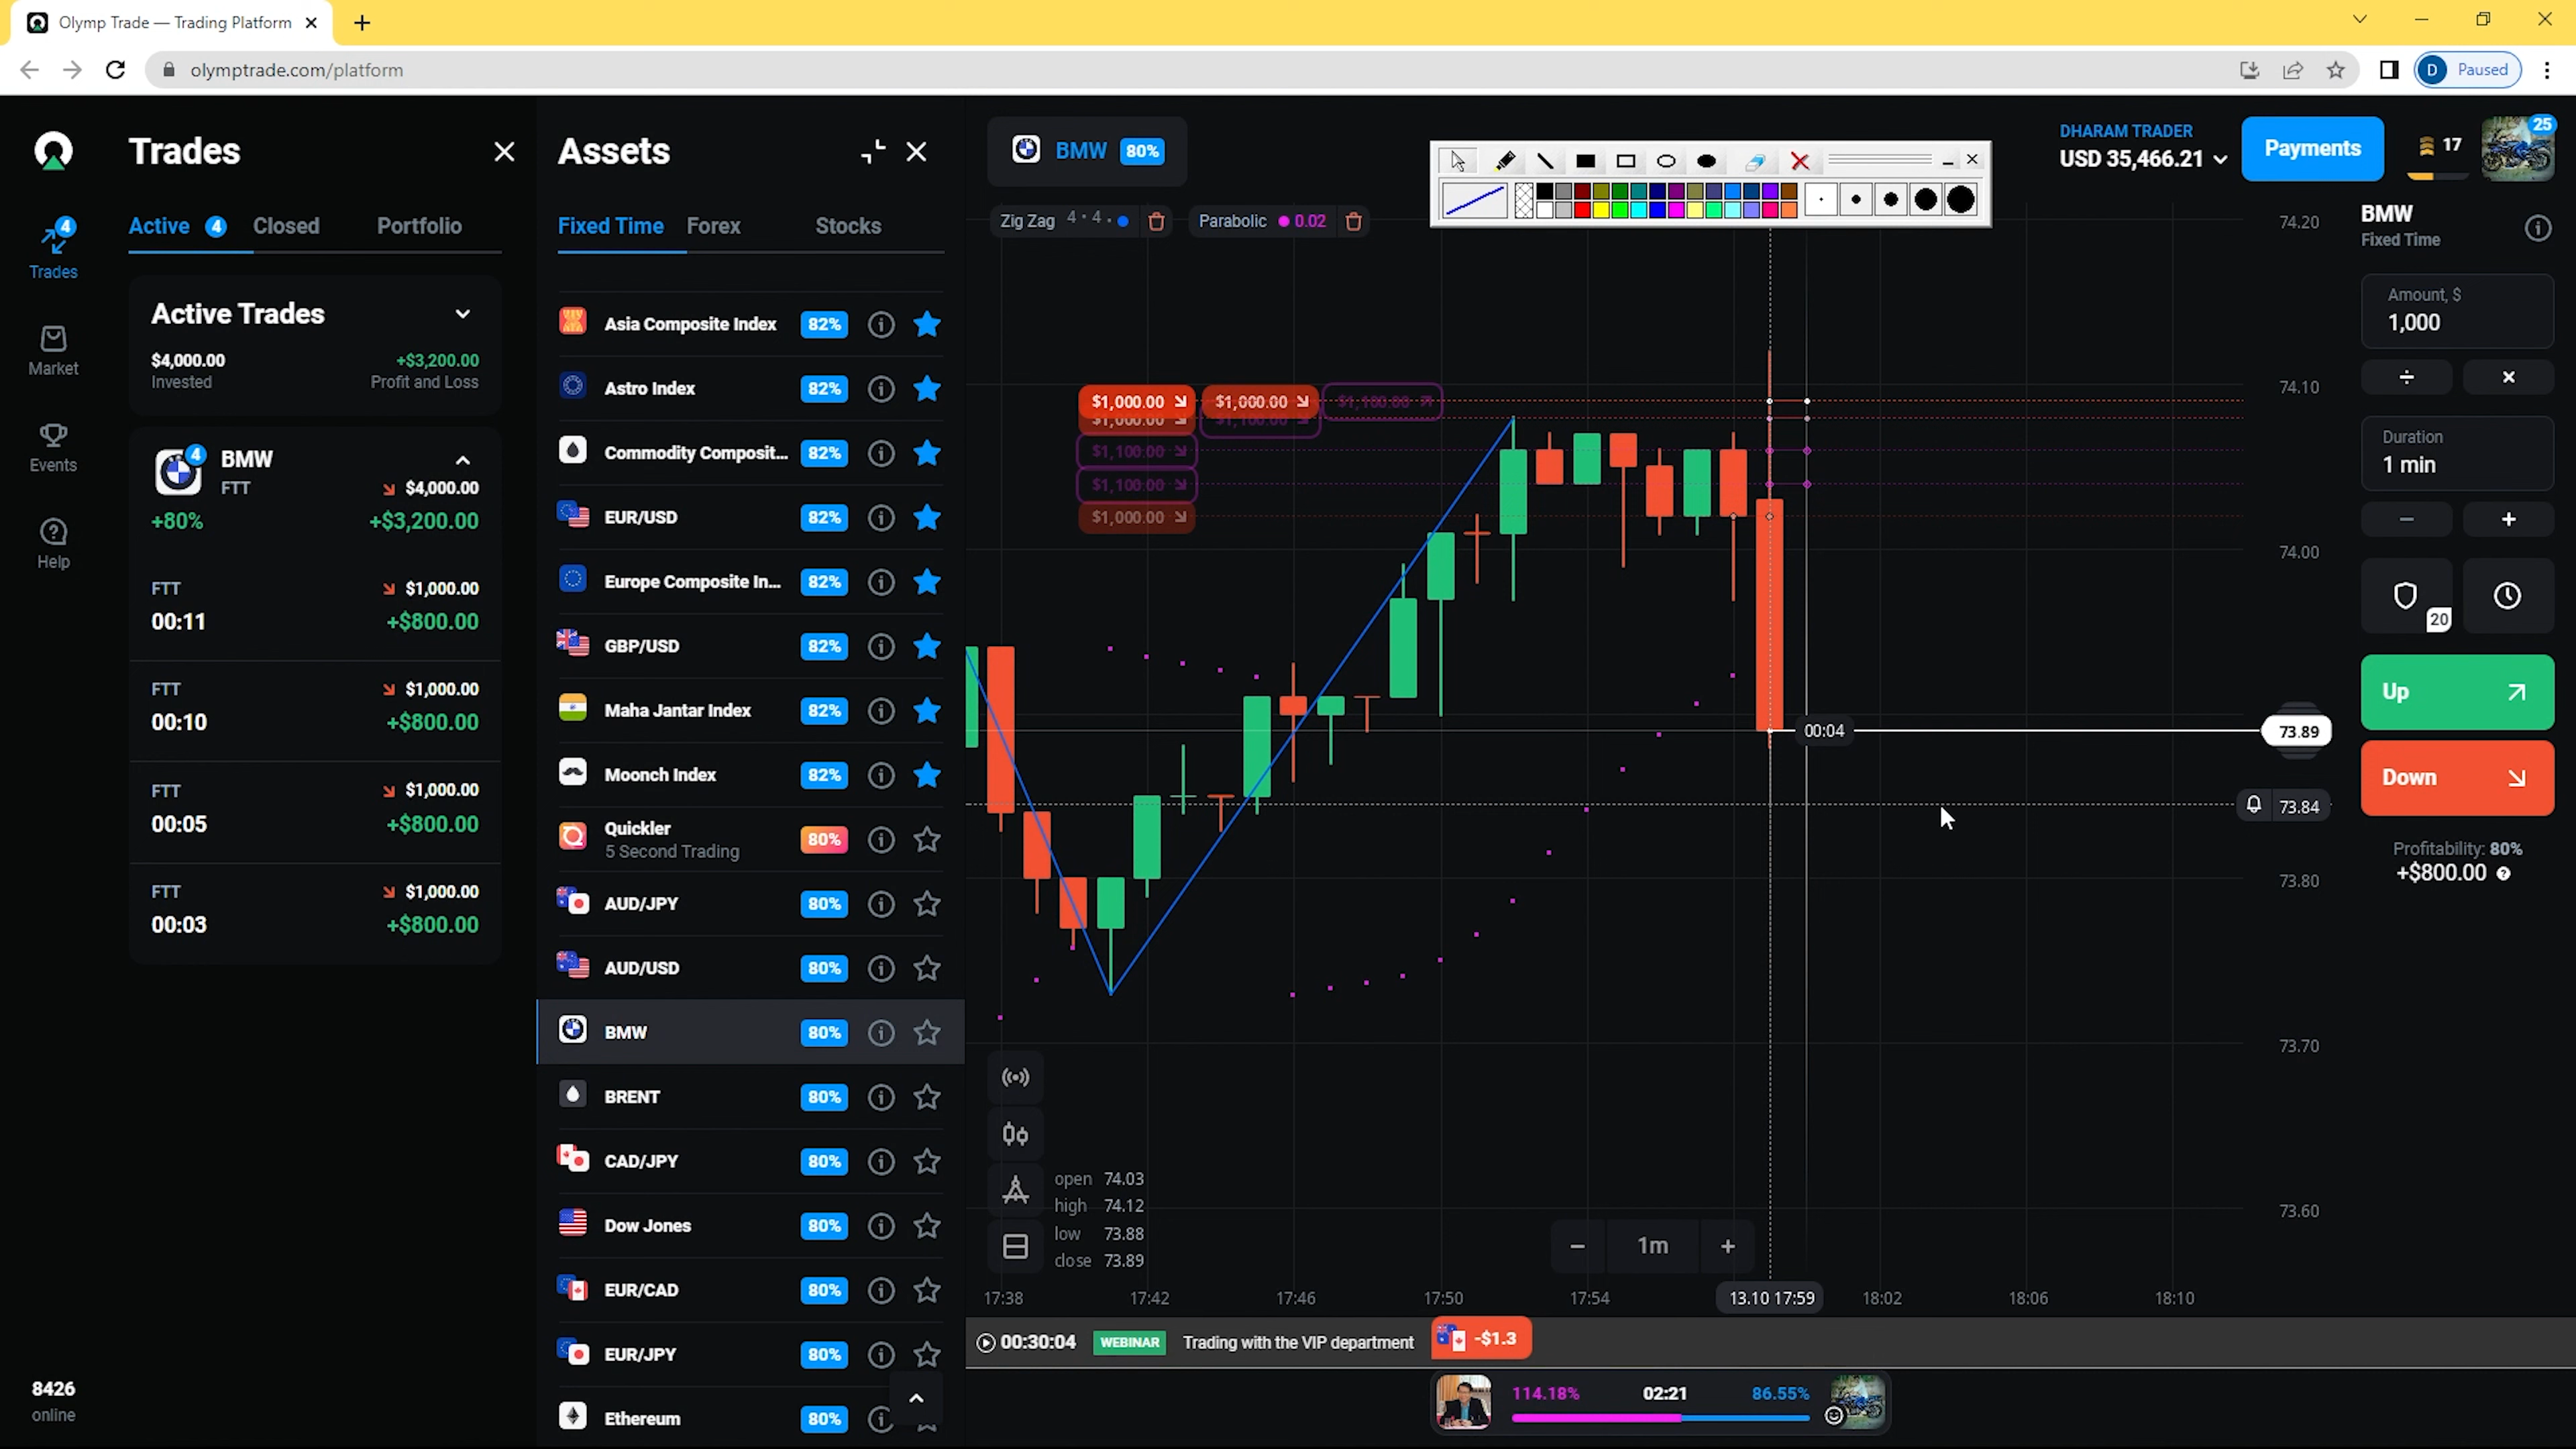 Olymp Trade — Trading Platform
olymptrade.com/platform
D Paused
Trades
Active 4 Closed Portfolio
Active Trades
$4,000.00 +$3,200.00
Invested Profit and Loss
4 BMW
FTT $4,000.00
+80% +$3,200.00
FTT $1,000.00
00:11 +$800.00
FTT $1,000.00
00:10 +$800.00
FTT $1,000.00
00:05 +$800.00
FTT $1,000.00
00:03 +$800.00
4
Trades
Market
Events
Help
8426
online
Assets
Fixed Time Forex Stocks
Asia Composite Index 82%
Astro Index 82%
Commodity Composit... 82%
EUR/USD 82%
Europe Composite In... 82%
GBP/USD 82%
Maha Jantar Index 82%
Moonch Index 82%
Quickler 80%
5 Second Trading
AUD/JPY 80%
AUD/USD 80%
BMW 80%
BRENT 80%
CAD/JPY 80%
Dow Jones 80%
EUR/CAD 80%
EUR/JPY 80%
Ethereum 80%
BMW 80%
Zig Zag 4 · 4 · Parabolic 0.02
$1,000.00 $1,000.00 $1,100.00
$1,000.00 $1,100.00
$1,100.00
$1,100.00
$1,000.00
74.20
74.10
74.00
00:04 73.89
73.84
73.80
73.70
73.60
open 74.03
high 74.12
low 73.88
close 73.89
− 1m +
17:38 17:42 17:46 17:50 17:54 13.10 17:59 18:02 18:06 18:10
00:30:04 WEBINAR Trading with the VIP department -$1.3
114.18% 02:21 86.55%
DHARAM TRADER
USD 35,466.21
Payments
17
25
BMW
Fixed Time
Amount, $
1,000
÷ ×
Duration
1 min
− +
20
Up
Down
Profitability: 80%
+$800.00